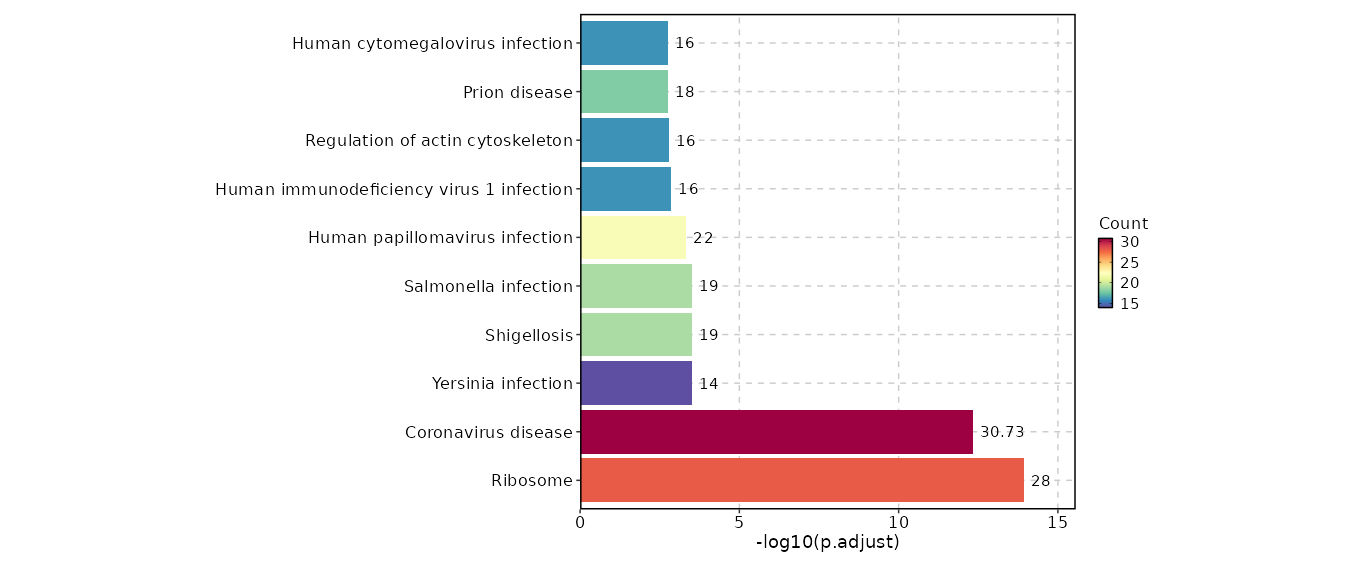 Human cytomegalovirus infection 16
Prion disease 18
Regulation of actin cytoskeleton 16
Human immunodeficiency virus 1 infection 16
Human papillomavirus infection 22
Salmonella infection 19
Shigellosis 19
Yersinia infection 14
Coronavirus disease 30.73
Ribosome 28
0 5 10 15
-log10(p.adjust)
Count
30
25
20
15